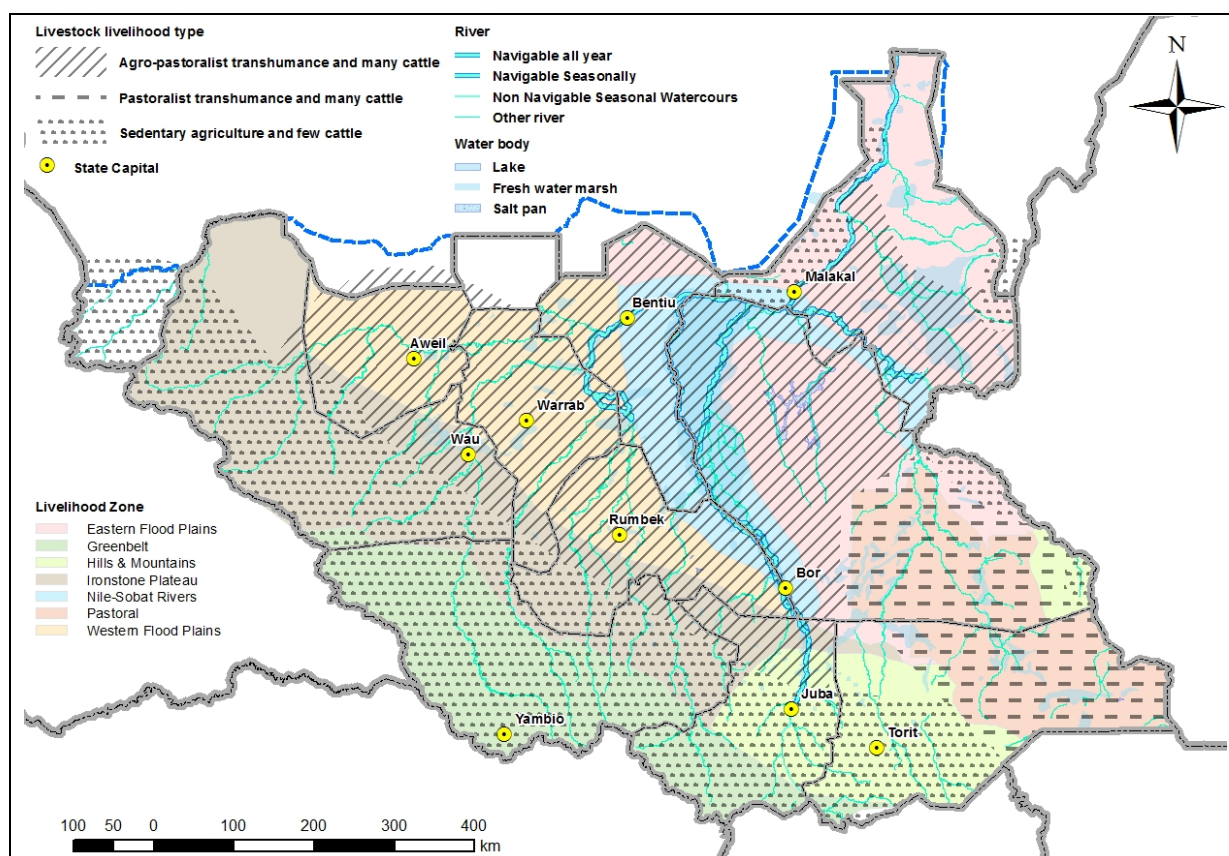 Livestock livelihood type
Agro-pastoralist transhumance and many cattle
Pastoralist transhumance and many cattle
Sedentary agriculture and few cattle
State Capital
River
Navigable all year
Navigable Seasonally
Non Navigable Seasonal Watercours
Other river
Water body
Lake
Fresh water marsh
Salt pan
N
Malakal
Bentiu
Aweil
Warrab
Wau
Rumbek
Bor
Juba
Yambio
Torit
Livelihood Zone
Eastern Flood Plains
Greenbelt
Hills & Mountains
Ironstone Plateau
Nile-Sobat Rivers
Pastoral
Western Flood Plains
100 50 0 100 200 300 400
km